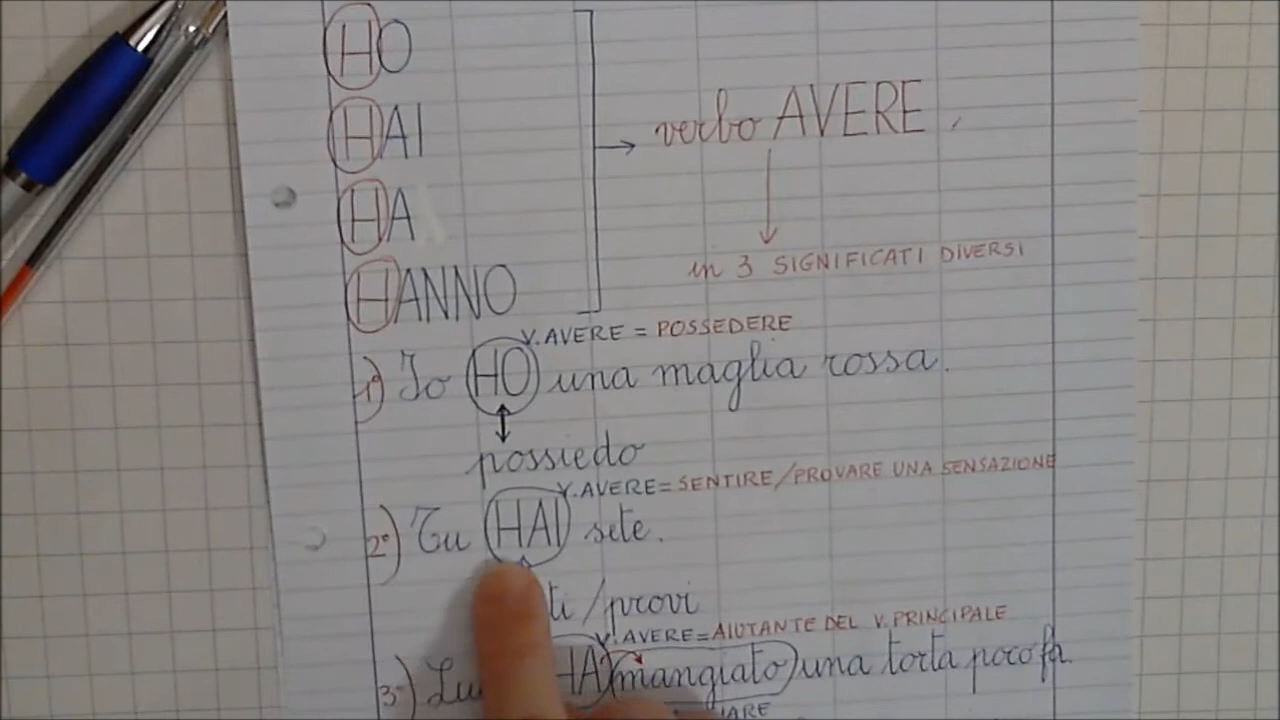 HO
HAI
HA
HANNO
verbo AVERE
in 3 SIGNIFICATI DIVERSI
V. AVERE = POSSEDERE
1°) Io HO una maglia rossa.
possiedo
V. AVERE = SENTIRE/PROVARE UNA SENSAZIONE
2°) Tu HAI sete.
ti/provi
V. AVERE = AIUTANTE DEL V. PRINCIPALE
3°) HA mangiato una torta poco fa.